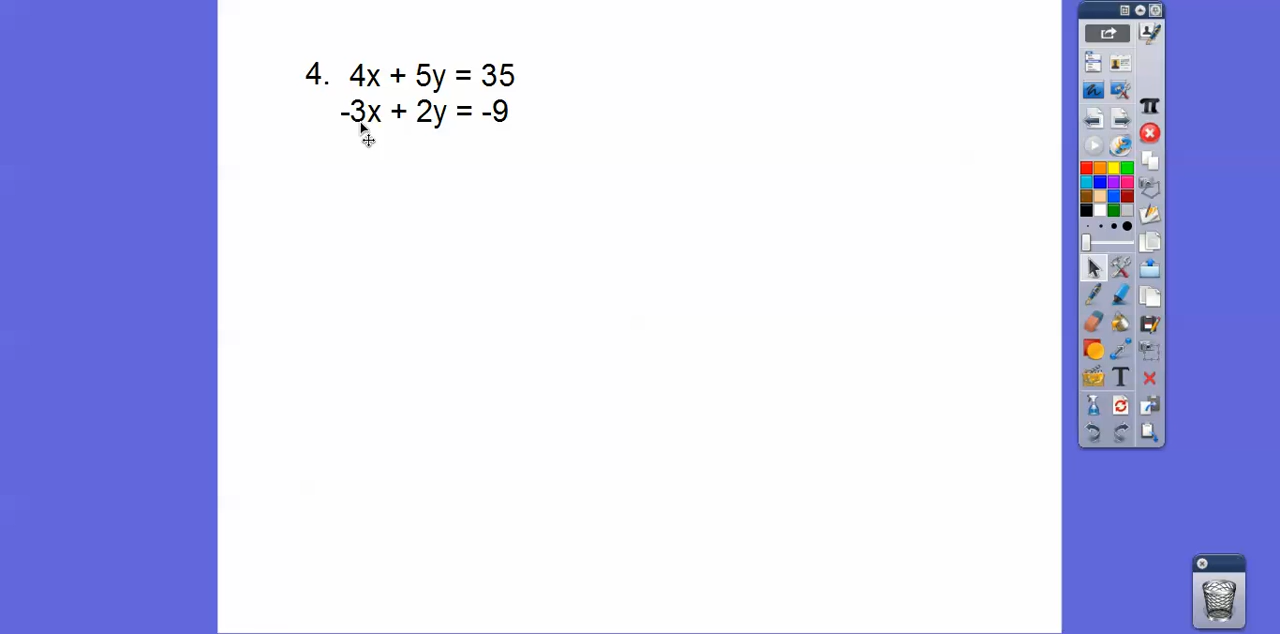 4. 4x + 5y = 35
-3x + 2y = -9